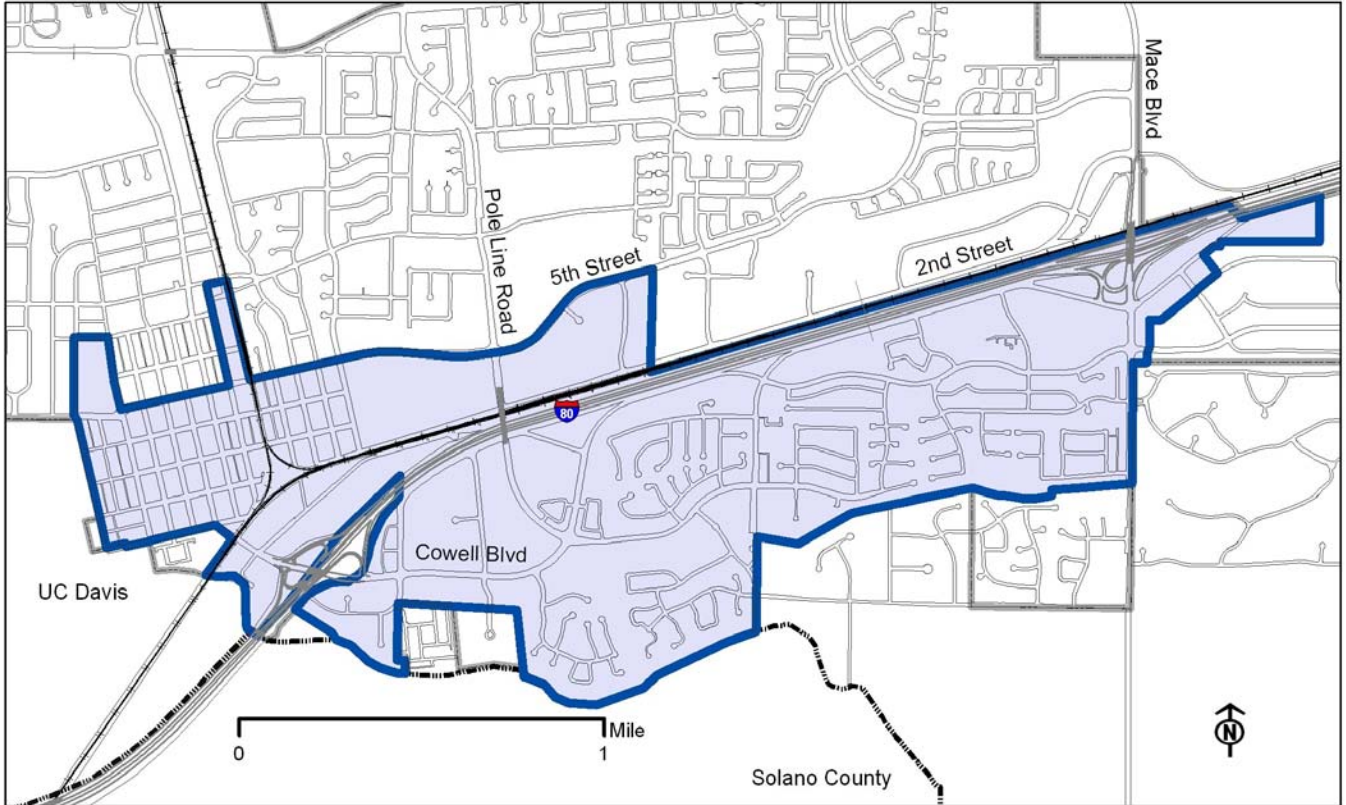 Mace Blvd
Pole Line Road
5th Street
2nd Street
80
Cowell Blvd
UC Davis
Mile
0
1
Solano County
N